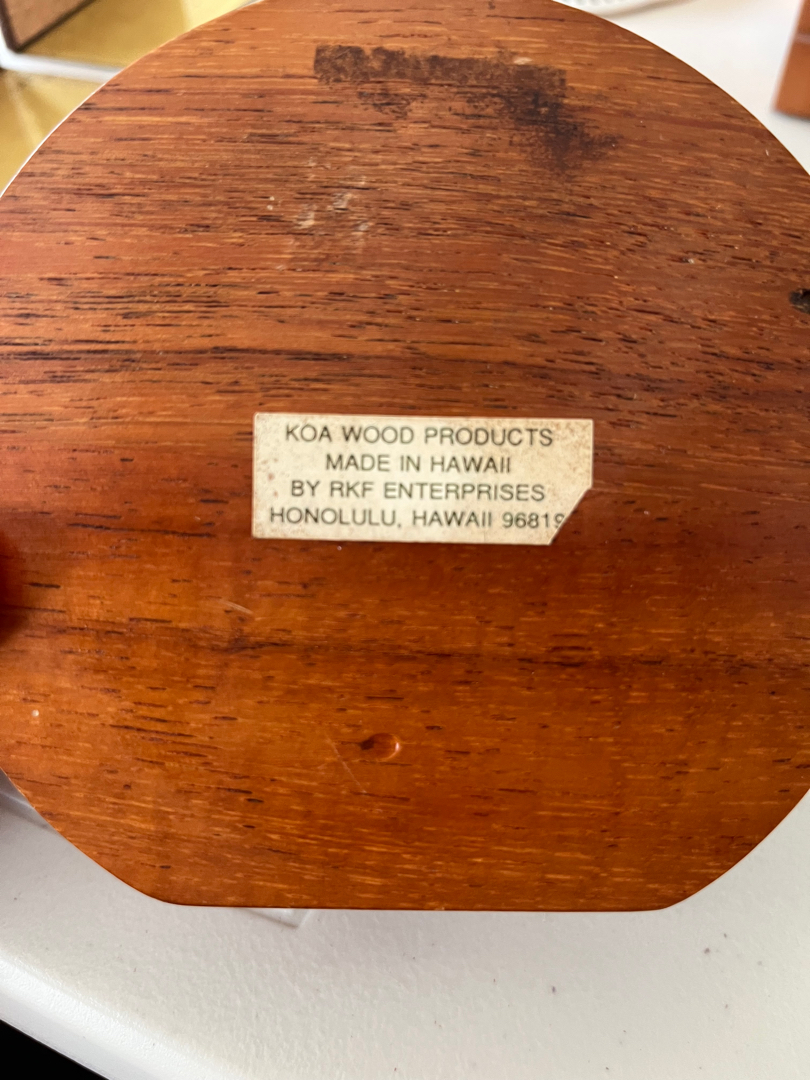 KOA WOOD PRODUCTS
MADE IN HAWAII
BY RKF ENTERPRISES
HONOLULU, HAWAII 96819